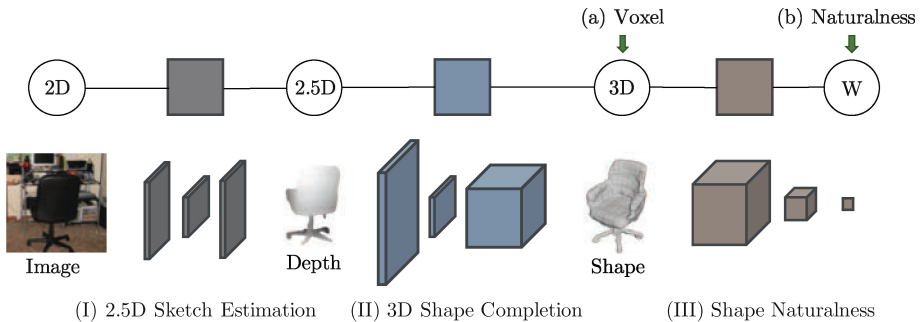 (a) Voxel
(b) Naturalness
2D
2.5D
3D
W
Image
Depth
Shape
(I) 2.5D Sketch Estimation
(II) 3D Shape Completion
(III) Shape Naturalness